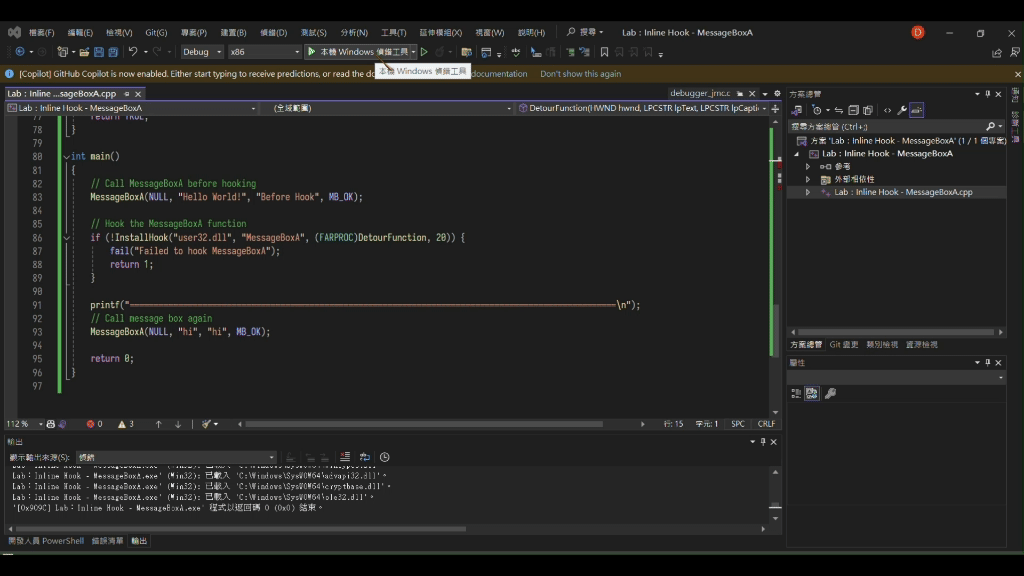 檔案(F) 編輯(E) 檢視(V) Git(G) 專案(P) 建置(B) 偵錯(D) 測試(S) 分析(N) 工具(T) 延伸模組(X) 視窗(W) 說明(H) 搜尋 Lab：Inline Hook - MessageBoxA D
Debug x86 本機 Windows 偵錯工具
[Copilot] GitHub Copilot is now enabled. Either start typing to receive predictions, or read the documentation Don't show this again
本機 Windows 偵錯工具
Lab：Inline ...sageBoxA.cpp debugger_jmc.c
Lab：Inline Hook - MessageBoxA (全域範圍) DetourFunction(HWND hwnd, LPCSTR lpText, LPCSTR lpCapti
77 return TRUE;
78 }
79
80 int main()
81 {
82 // Call MessageBoxA before hooking
83 MessageBoxA(NULL, "Hello World!", "Before Hook", MB_OK);
84
85 // Hook the MessageBoxA function
86 if (!InstallHook("user32.dll", "MessageBoxA", (FARPROC)DetourFunction, 20)) {
87 fail("Failed to hook MessageBoxA");
88 return 1;
89 }
90
91 printf("================================================================================\n");
92 // Call message box again
93 MessageBoxA(NULL, "hi", "hi", MB_OK);
94
95 return 0;
96 }
97
112 % 0 3 行: 15 字元: 1 SPC CRLF
方案總管
搜尋方案總管 (Ctrl+;)
方案 'Lab：Inline Hook - MessageBoxA' (1 / 1 個專案)
Lab：Inline Hook - MessageBoxA
參考
外部相依性
Lab：Inline Hook - MessageBoxA.cpp
方案總管 Git 變更 類別檢視 資源檢視
屬性
輸出
顯示輸出來源(S): 偵錯
Lab：Inline Hook - MessageBoxA.exe' (Win32): 已載入 'C:\Windows\SysWOW64\advapi32.dll'。
Lab：Inline Hook - MessageBoxA.exe' (Win32): 已載入 'C:\Windows\SysWOW64\cryptbase.dll'。
Lab：Inline Hook - MessageBoxA.exe' (Win32): 已載入 'C:\Windows\SysWOW64\ole32.dll'。
'[0x909C] Lab：Inline Hook - MessageBoxA.exe' 程式以返回碼 0 (0x0) 結束。
開發人員 PowerShell 錯誤清單 輸出